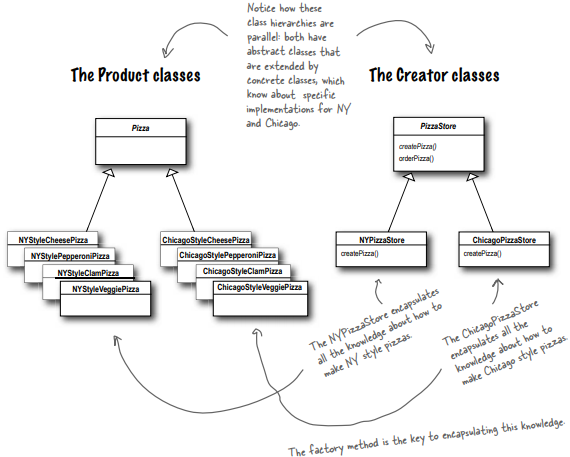 Notice how these
class hierarchies are
parallel: both have
abstract classes that
are extended by
concrete classes, which
know about specific
implementations for NY
and Chicago.
The Product classes
The Creator classes
Pizza
PizzaStore
createPizza()
orderPizza()
NYStyleCheesePizza
NYStylePepperoniPizza
NYStyleClamPizza
NYStyleVeggiePizza
ChicagoStyleCheesePizza
ChicagoStylePepperoniPizza
ChicagoStyleClamPizza
ChicagoStyleVeggiePizza
NYPizzaStore
createPizza()
ChicagoPizzaStore
createPizza()
The NYPizzaStore encapsulates
all the knowledge about how to
make NY style pizzas.
The ChicagoPizzaStore
encapsulates all the
knowledge about how to
make Chicago style pizzas.
The factory method is the key to encapsulating this knowledge.